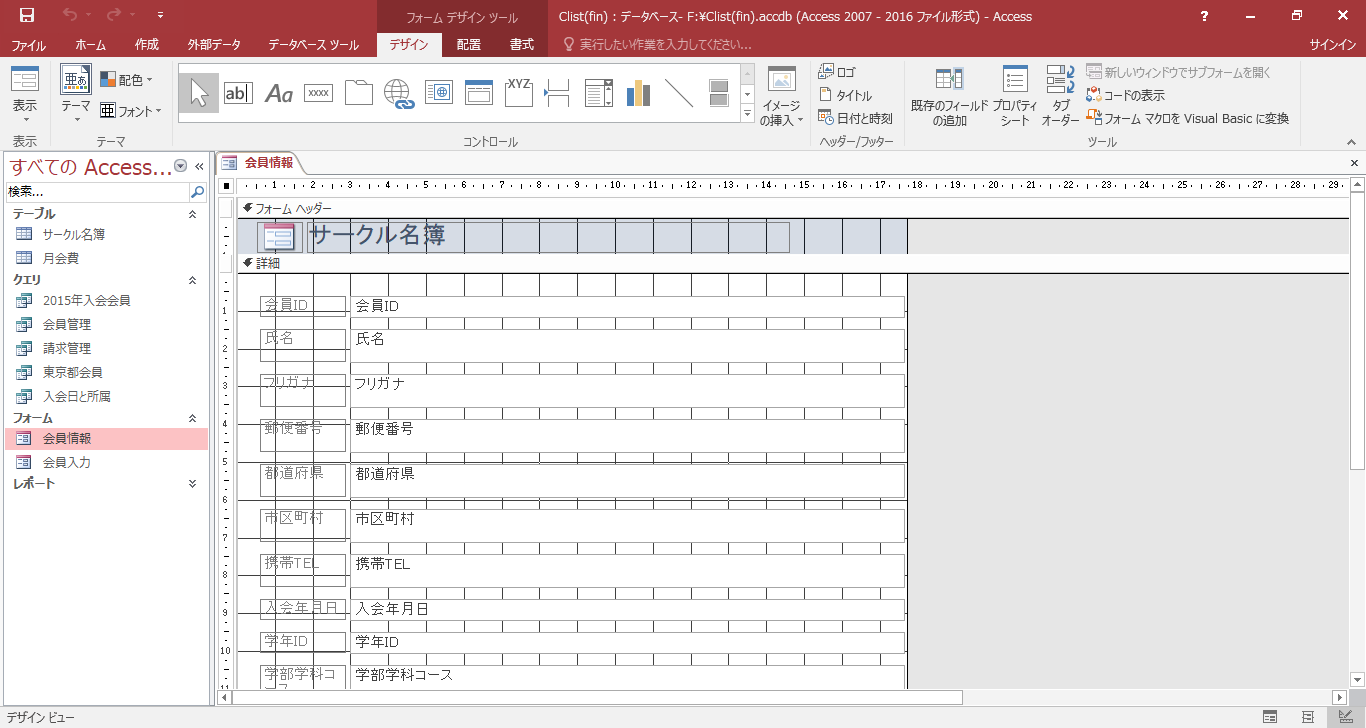 フォーム デザイン ツール
Clist(fin) : データベース- F:¥Clist(fin).accdb (Access 2007 - 2016 ファイル形式) - Access
?
ファイル ホーム 作成 外部データ データベース ツール デザイン 配置 書式 実行したい作業を入力してください... サインイン
表示
表示
亜あ
テーマ
配色
亜 フォント
テーマ
ab|
Aa
xxxx
XYZ
コントロール
イメージ
の挿入
ロゴ
タイトル
日付と時刻
ヘッダー/フッター
既存のフィールド
の追加
プロパティ
シート
タブ
オーダー
新しいウィンドウでサブフォームを開く
コードの表示
フォーム マクロを Visual Basic に変換
ツール
すべての Access...
検索...
テーブル
サークル名簿
月会費
クエリ
2015年入会会員
会員管理
請求管理
東京都会員
入会日と所属
フォーム
会員情報
会員入力
レポート
会員情報
1 2 3 4 5 6 7 8 9 10 11 12 13 14 15 16 17 18 19 20 21 22 23 24 25 26 27 28 29
フォーム ヘッダー
サークル名簿
詳細
1 会員ID 会員ID
2 氏名 氏名
3 フリガナ フリガナ
4 郵便番号 郵便番号
5 都道府県 都道府県
6
7 市区町村 市区町村
8 携帯TEL 携帯TEL
9 入会年月日 入会年月日
10 学年ID 学年ID
11 学部学科コース 学部学科コース
デザイン ビュー